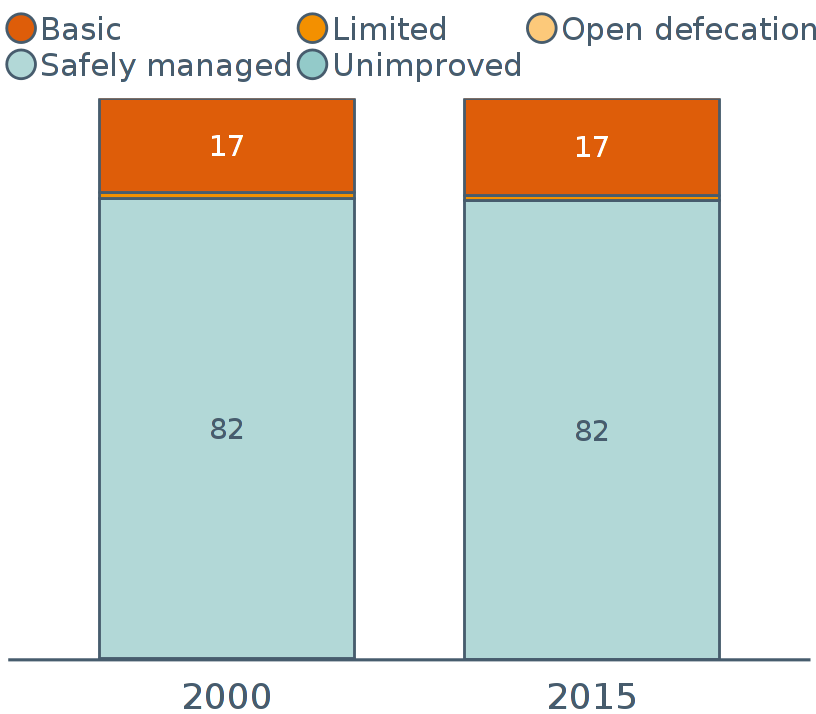 Basic Limited Open defecation
Safely managed Unimproved
17 17
82 82
2000 2015